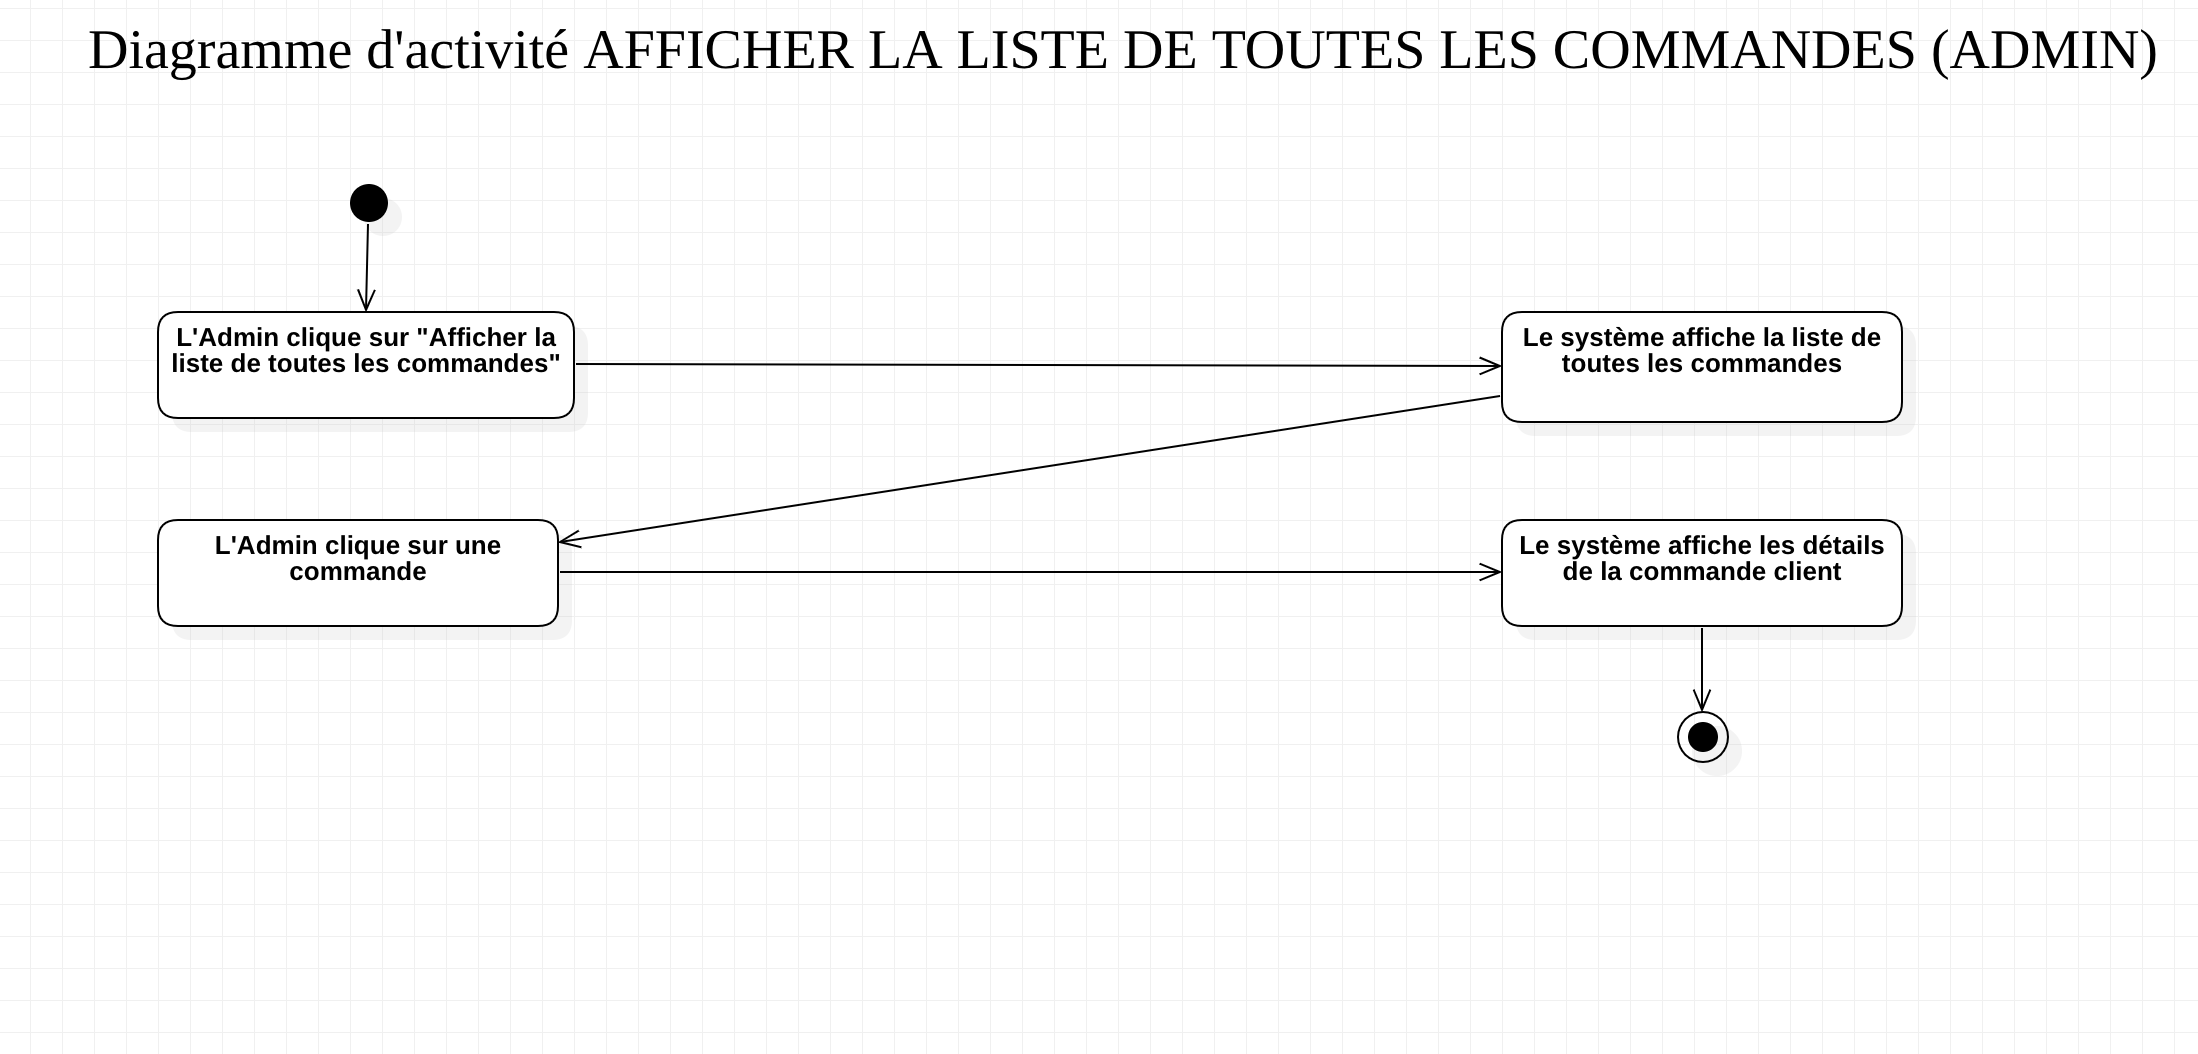 Diagramme d'activité AFFICHER LA LISTE DE TOUTES LES COMMANDES (ADMIN)
L'Admin clique sur "Afficher la
liste de toutes les commandes"
Le système affiche la liste de
toutes les commandes
L'Admin clique sur une
commande
Le système affiche les détails
de la commande client